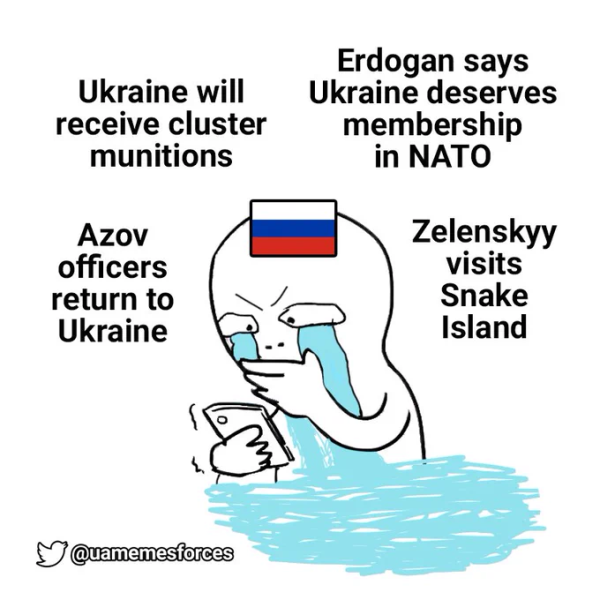 Ukraine will
receive cluster
munitions
Erdogan says
Ukraine deserves
membership
in NATO
Azov
officers
return to
Ukraine
Zelenskyy
visits
Snake
Island
@uamemesforces